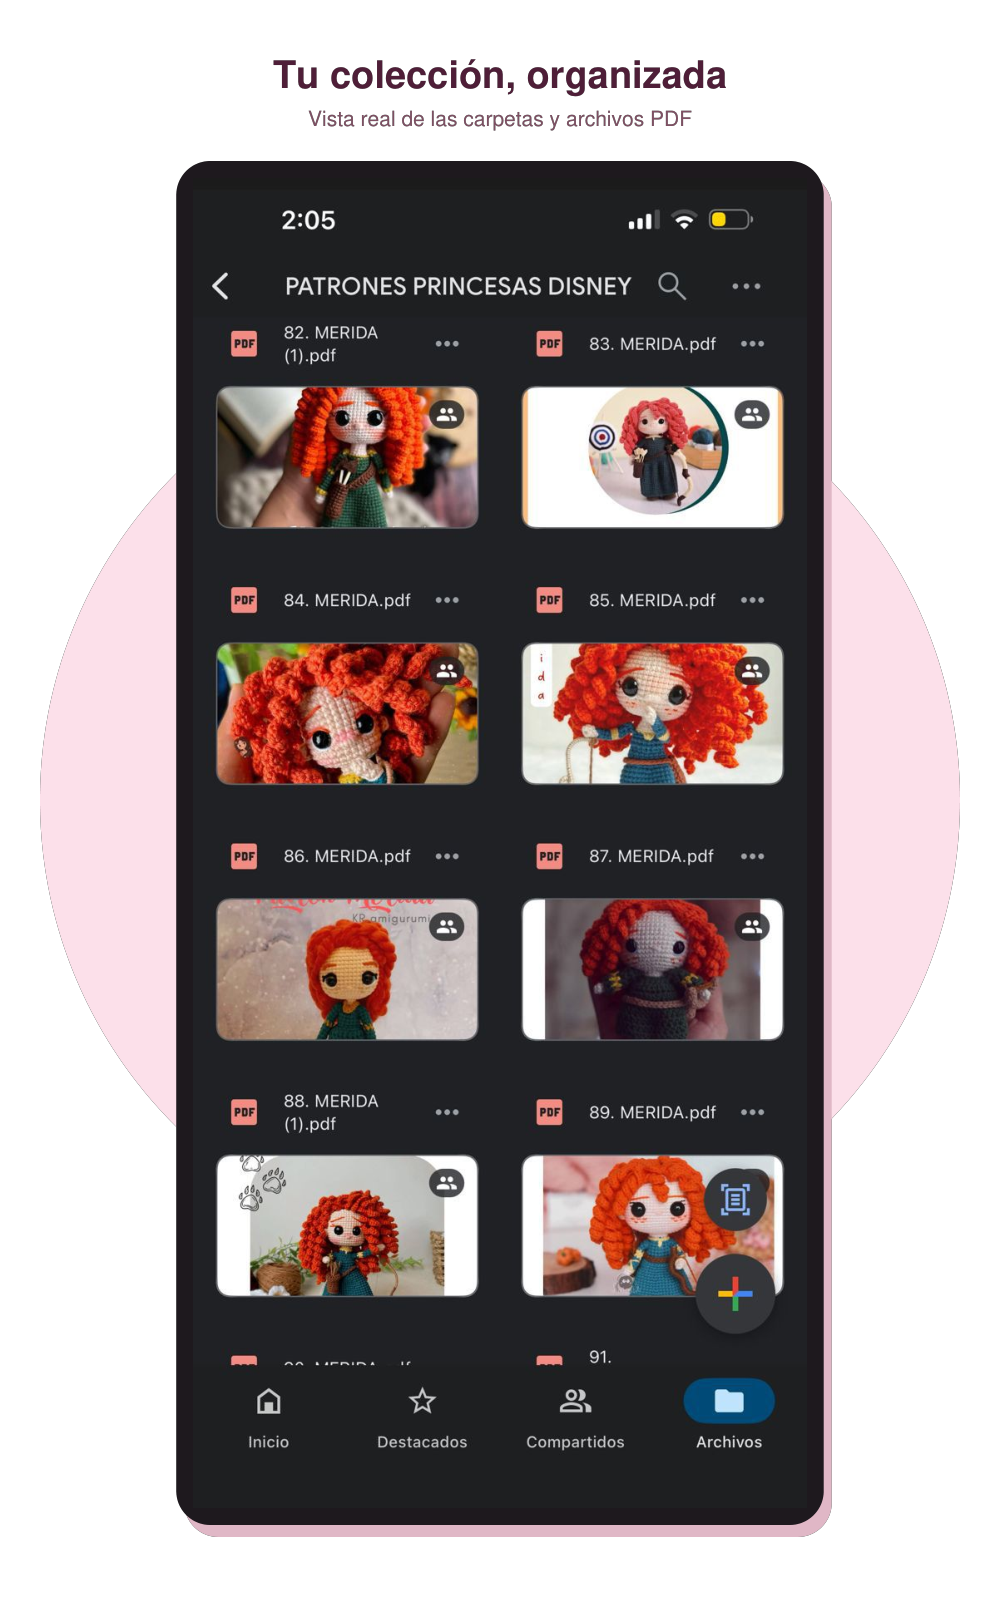 Tu colección, organizada
Vista real de las carpetas y archivos PDF
2:05
PATRONES PRINCESAS DISNEY
PDF
82. MERIDA
(1).pdf
PDF
83. MERIDA.pdf
PDF
84. MERIDA.pdf
PDF
85. MERIDA.pdf
i
d
a
PDF
86. MERIDA.pdf
PDF
87. MERIDA.pdf
KR amigurumi
PDF
88. MERIDA
(1).pdf
PDF
89. MERIDA.pdf
91.
Inicio
Destacados
Compartidos
Archivos